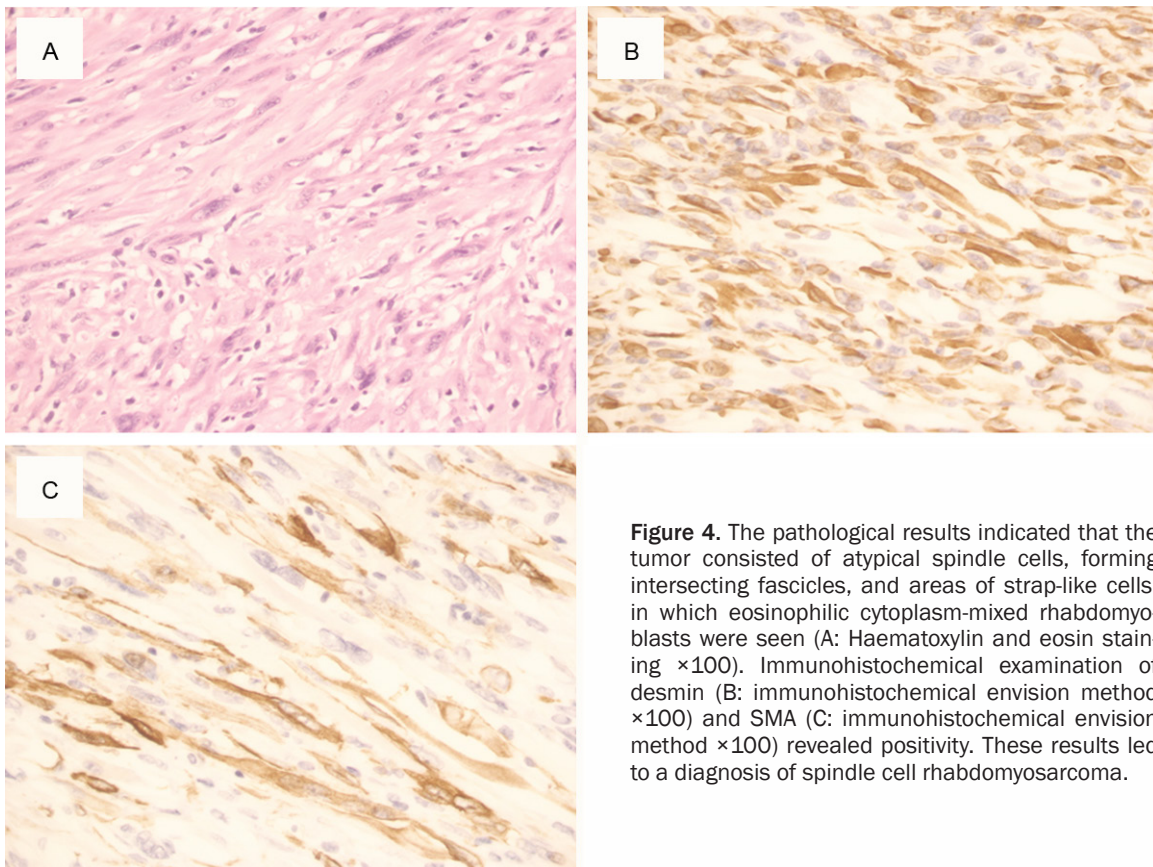 A
B
C
Figure 4. The pathological results indicated that the
tumor consisted of atypical spindle cells, forming
intersecting fascicles, and areas of strap-like cells
in which eosinophilic cytoplasm-mixed rhabdomyo-
blasts were seen (A: Haematoxylin and eosin stain-
ing ×100). Immunohistochemical examination of
desmin (B: immunohistochemical envision method
×100) and SMA (C: immunohistochemical envision
method ×100) revealed positivity. These results led
to a diagnosis of spindle cell rhabdomyosarcoma.